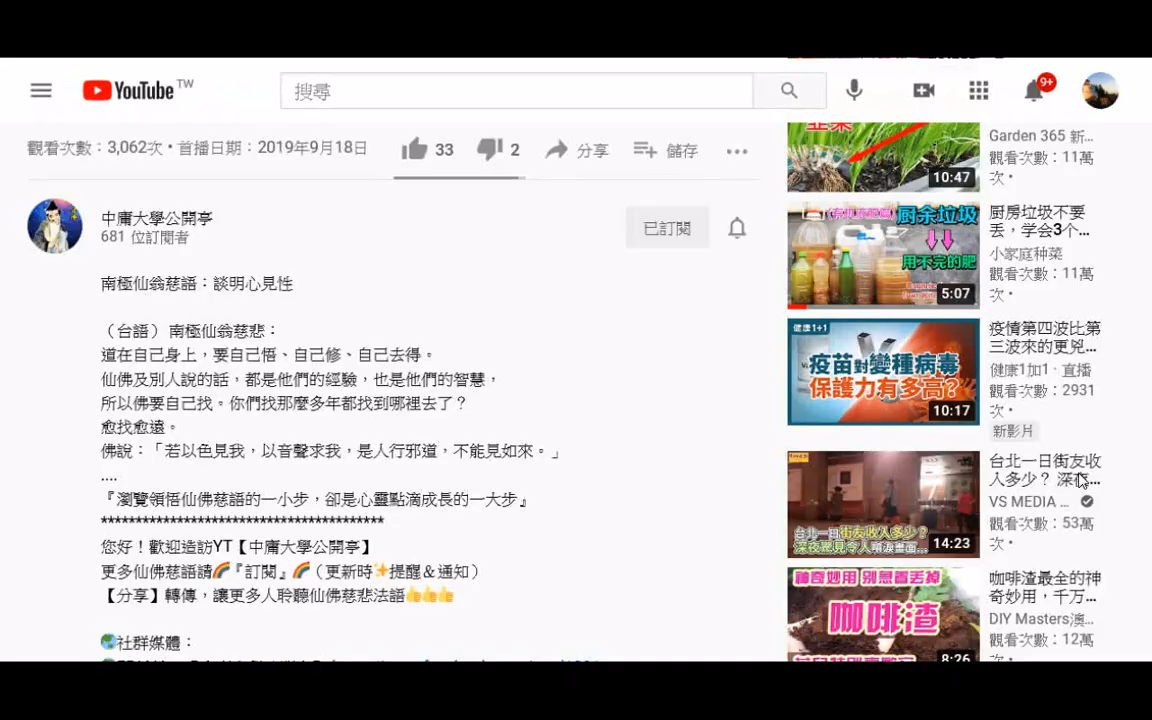 YouTube TW
搜尋
9+
觀看次數：3,062次 • 首播日期：2019年9月18日
33
2
分享
儲存
中庸大學公開亭
681 位訂閱者
已訂閱
南極仙翁慈語：談明心見性
（台語） 南極仙翁慈悲：
道在自己身上，要自己悟、自己修、自己去得。
仙佛及別人說的話，都是他們的經驗，也是他們的智慧，
所以佛要自己找。你們找那麼多年都找到哪裡去了？
愈找愈遠。
佛說：「若以色見我，以音聲求我，是人行邪道，不能見如來。」
....
『瀏覽領悟仙佛慈語的一小步，卻是心靈點滴成長的一大步』
****************************************
您好！歡迎造訪YT【中庸大學公開亭】
更多仙佛慈語請🌈『訂閱』🌈（更新時✨提醒＆通知）
【分享】轉傳，讓更多人聆聽仙佛慈悲法語👍👍👍
🌏社群媒體：
10:47
Garden 365 新...
觀看次數：11萬
次 •
厨余垃圾
用不完的肥
5:07
厨房垃圾不要
丢，学会3个...
小家庭种菜
觀看次數：11萬
次 •
健康1+1
疫苗對變種病毒
保護力有多高？
10:17
疫情第四波比第
三波來的更兇...
健康1加1 · 直播
觀看次數：2931
次 •
新影片
台北一日街友收入多少？
14:23
台北一日街友收
入多少？ 深夜...
VS MEDIA ...
觀看次數：53萬
次 •
神奇妙用 别急着丢掉
咖啡渣
8:26
咖啡渣最全的神
奇妙用，千万...
DIY Masters澳...
觀看次數：12萬